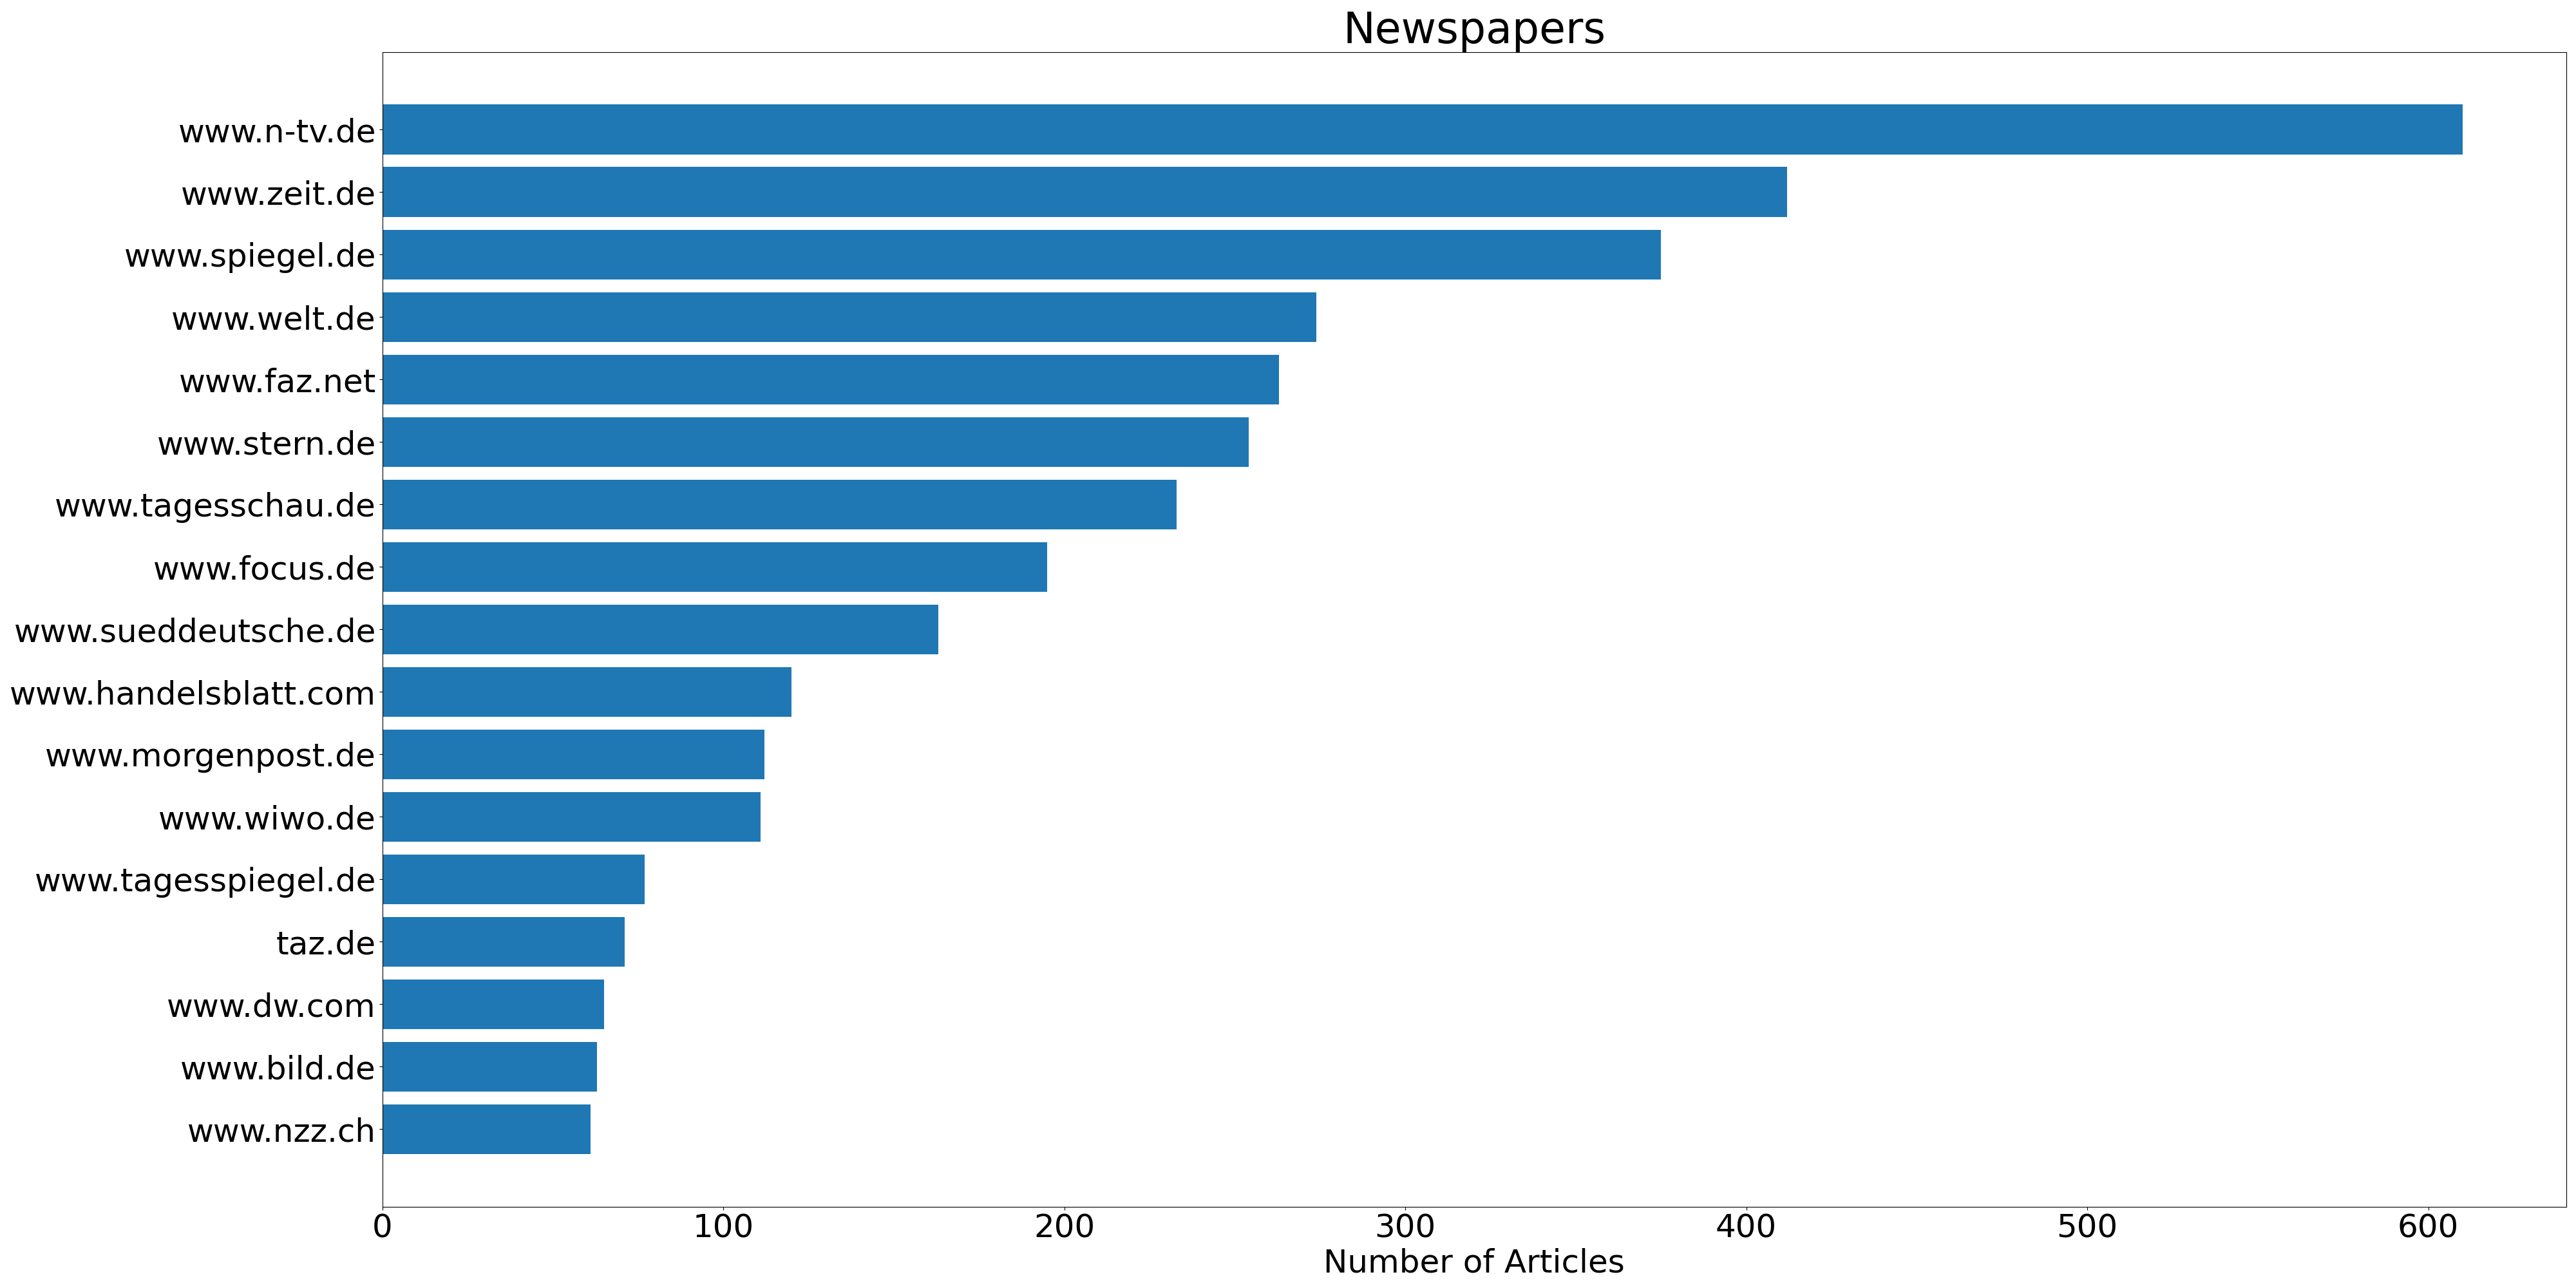 Newspapers
www.n-tv.de
www.zeit.de
www.spiegel.de
www.welt.de
www.faz.net
www.stern.de
www.tagesschau.de
www.focus.de
www.sueddeutsche.de
www.handelsblatt.com
www.morgenpost.de
www.wiwo.de
www.tagesspiegel.de
taz.de
www.dw.com
www.bild.de
www.nzz.ch
0 100 200 300 400 500 600
Number of Articles